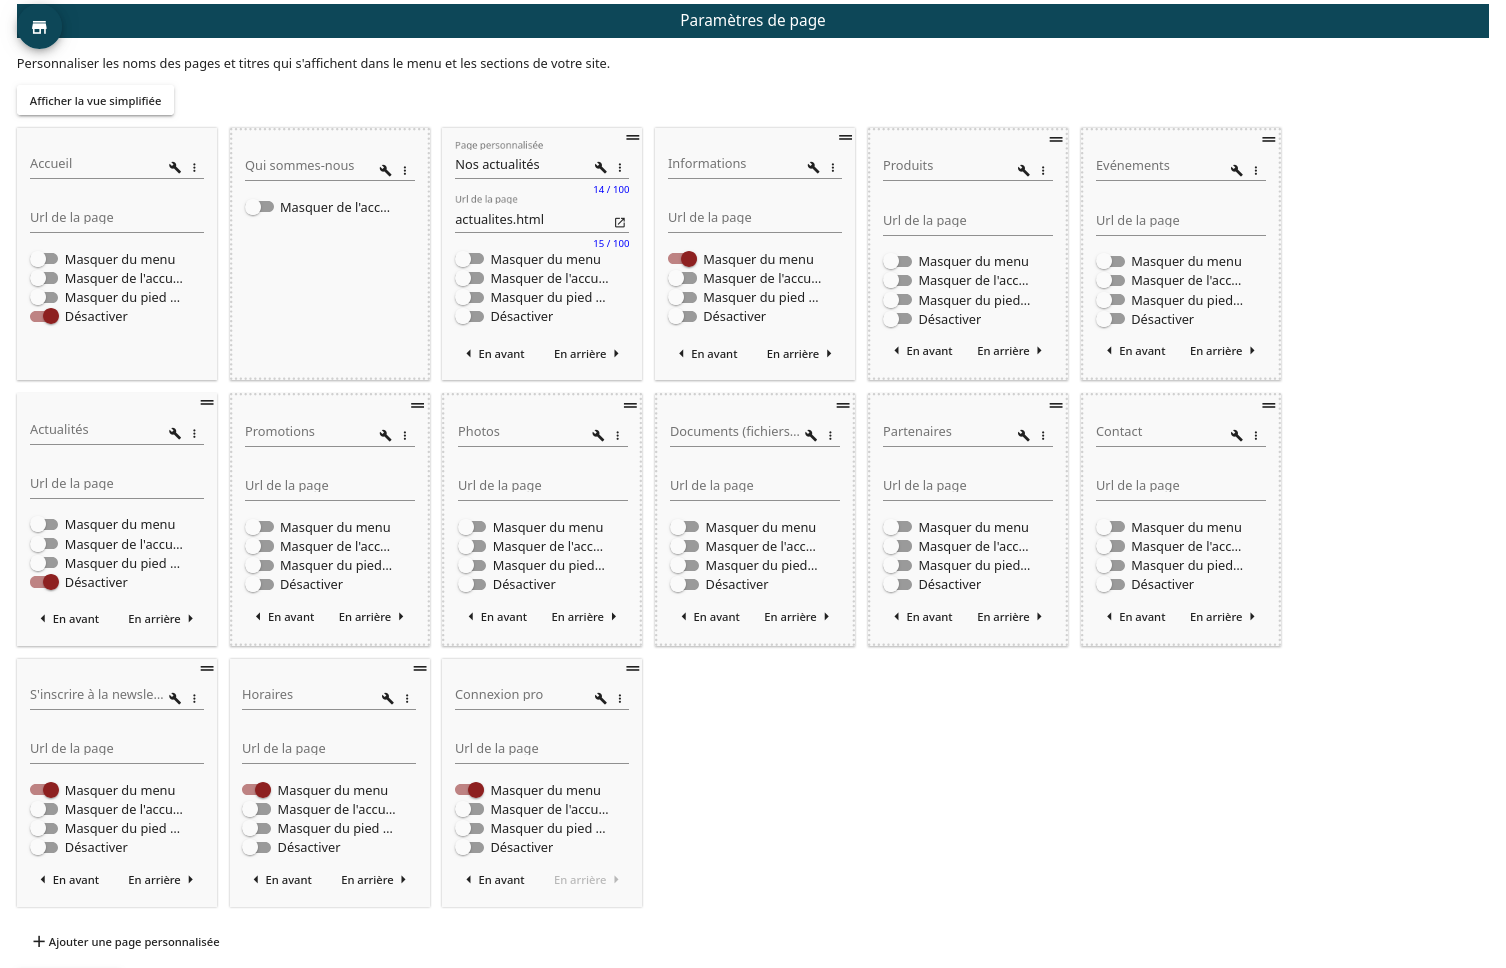 Paramètres de page
Personnaliser les noms des pages et titres qui s'affichent dans le menu et les sections de votre site.
Afficher la vue simplifiée
Accueil
Url de la page
Masquer du menu
Masquer de l'accu...
Masquer du pied ...
Désactiver
Qui sommes-nous
Masquer de l'acc...
Page personnalisée
Nos actualités
14 / 100
Url de la page
actualites.html
15 / 100
Masquer du menu
Masquer de l'accu...
Masquer du pied ...
Désactiver
En avant En arrière
Informations
Url de la page
Masquer du menu
Masquer de l'accu...
Masquer du pied ...
Désactiver
En avant En arrière
Produits
Url de la page
Masquer du menu
Masquer de l'acc...
Masquer du pied...
Désactiver
En avant En arrière
Evénements
Url de la page
Masquer du menu
Masquer de l'acc...
Masquer du pied...
Désactiver
En avant En arrière
Actualités
Url de la page
Masquer du menu
Masquer de l'accu...
Masquer du pied ...
Désactiver
En avant En arrière
Promotions
Url de la page
Masquer du menu
Masquer de l'acc...
Masquer du pied...
Désactiver
En avant En arrière
Photos
Url de la page
Masquer du menu
Masquer de l'acc...
Masquer du pied...
Désactiver
En avant En arrière
Documents (fichiers...
Url de la page
Masquer du menu
Masquer de l'acc...
Masquer du pied...
Désactiver
En avant En arrière
Partenaires
Url de la page
Masquer du menu
Masquer de l'acc...
Masquer du pied...
Désactiver
En avant En arrière
Contact
Url de la page
Masquer du menu
Masquer de l'acc...
Masquer du pied...
Désactiver
En avant En arrière
S'inscrire à la newsle...
Url de la page
Masquer du menu
Masquer de l'accu...
Masquer du pied ...
Désactiver
En avant En arrière
Horaires
Url de la page
Masquer du menu
Masquer de l'accu...
Masquer du pied ...
Désactiver
En avant En arrière
Connexion pro
Url de la page
Masquer du menu
Masquer de l'accu...
Masquer du pied ...
Désactiver
En avant En arrière
Ajouter une page personnalisée